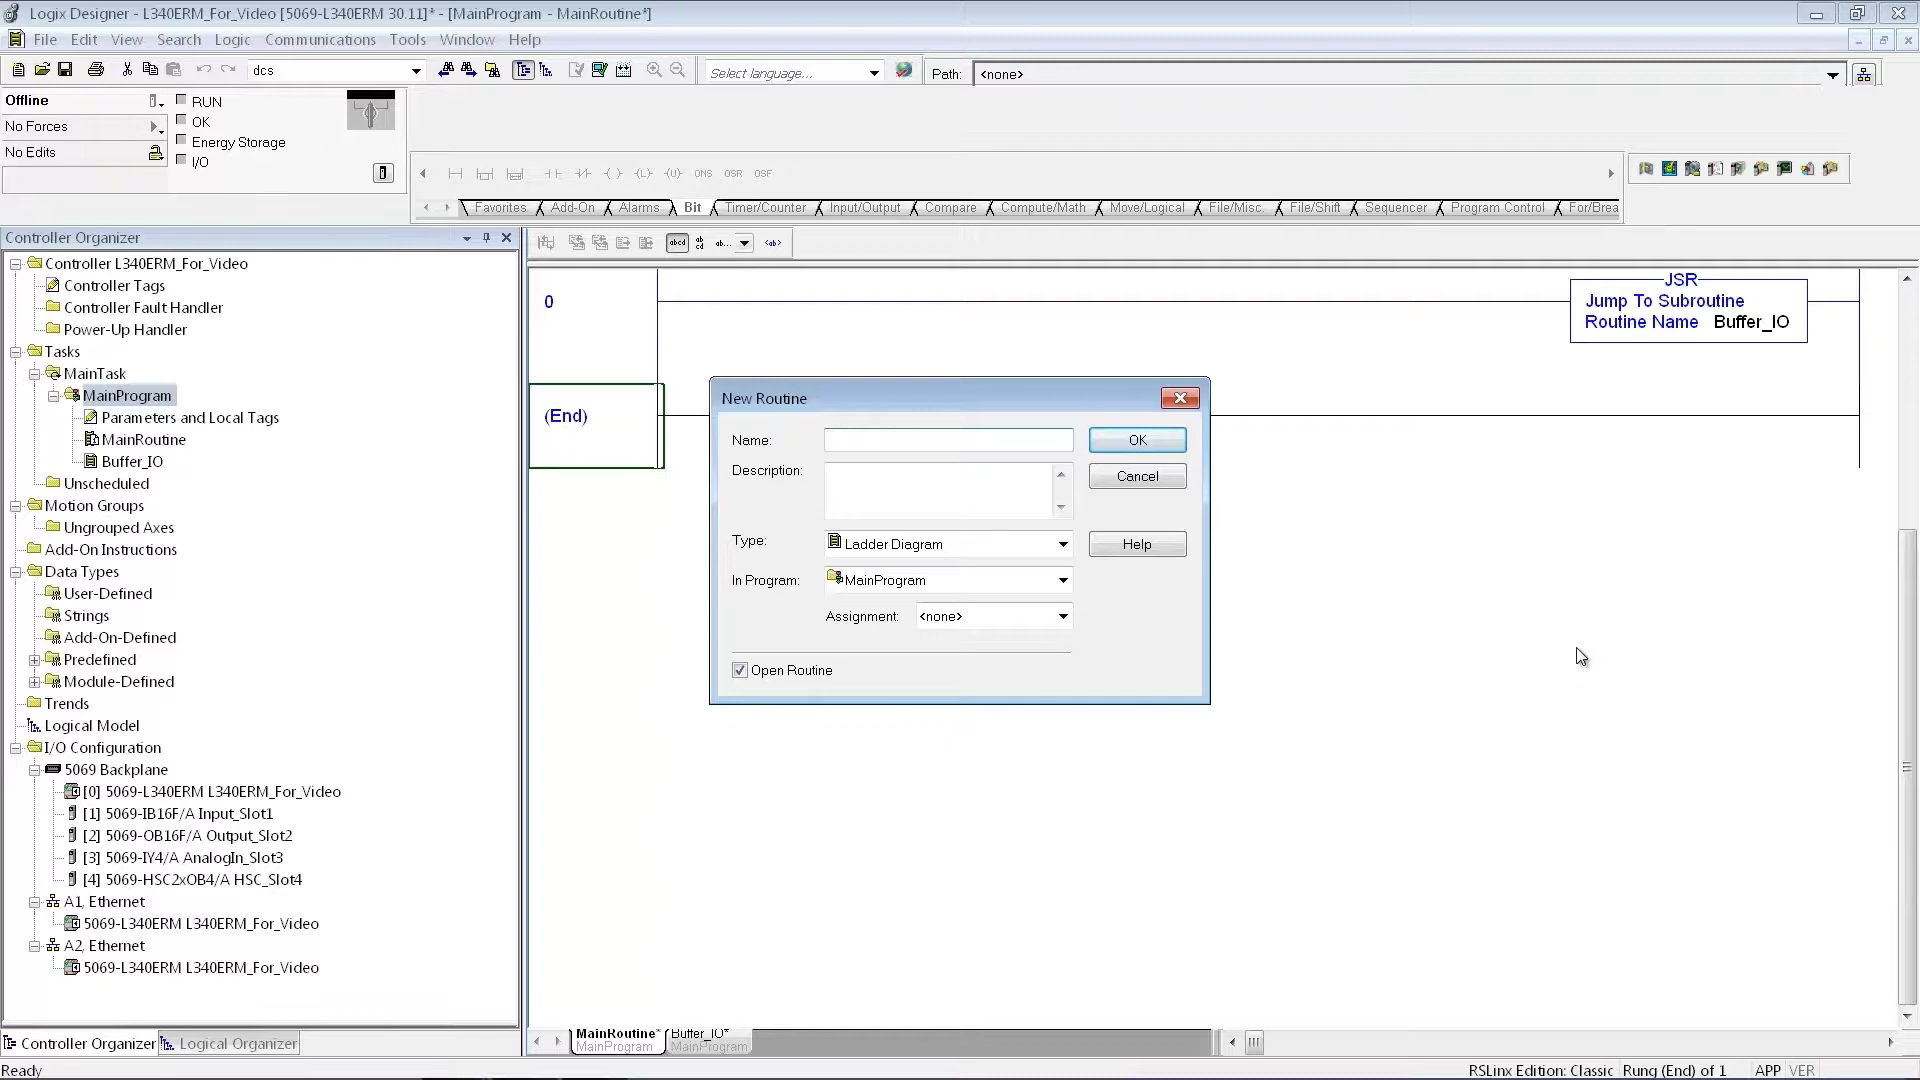 Logix Designer - L340ERM_For_Video [5069-L340ERM 30.11]* - [MainProgram - MainRoutine*]
File Edit View Search Logic Communications Tools Window Help
dcs
Select language...
Path: <none>
Offline
RUN
No Forces
OK
Energy Storage
No Edits
I/O
ONS OSR OSF
Favorites Add-On Alarms Bit Timer/Counter Input/Output Compare Compute/Math Move/Logical File/Misc. File/Shift Sequencer Program Control For/Brea
Controller Organizer
Controller L340ERM_For_Video
Controller Tags
Controller Fault Handler
Power-Up Handler
Tasks
MainTask
MainProgram
Parameters and Local Tags
MainRoutine
Buffer_IO
Unscheduled
Motion Groups
Ungrouped Axes
Add-On Instructions
Data Types
User-Defined
Strings
Add-On-Defined
Predefined
Module-Defined
Trends
Logical Model
I/O Configuration
5069 Backplane
[0] 5069-L340ERM L340ERM_For_Video
[1] 5069-IB16F/A Input_Slot1
[2] 5069-OB16F/A Output_Slot2
[3] 5069-IY4/A AnalogIn_Slot3
[4] 5069-HSC2xOB4/A HSC_Slot4
A1, Ethernet
5069-L340ERM L340ERM_For_Video
A2, Ethernet
5069-L340ERM L340ERM_For_Video
Controller Organizer Logical Organizer
abcd ab cd ab... <ab>
0
JSR
Jump To Subroutine
Routine Name Buffer_IO
(End)
New Routine
Name:
OK
Description:
Cancel
Type: Ladder Diagram
Help
In Program: MainProgram
Assignment: <none>
Open Routine
MainRoutine* Buffer_IO*
MainProgram MainProgram
Ready
RSLinx Edition: Classic Rung (End) of 1 APP VER